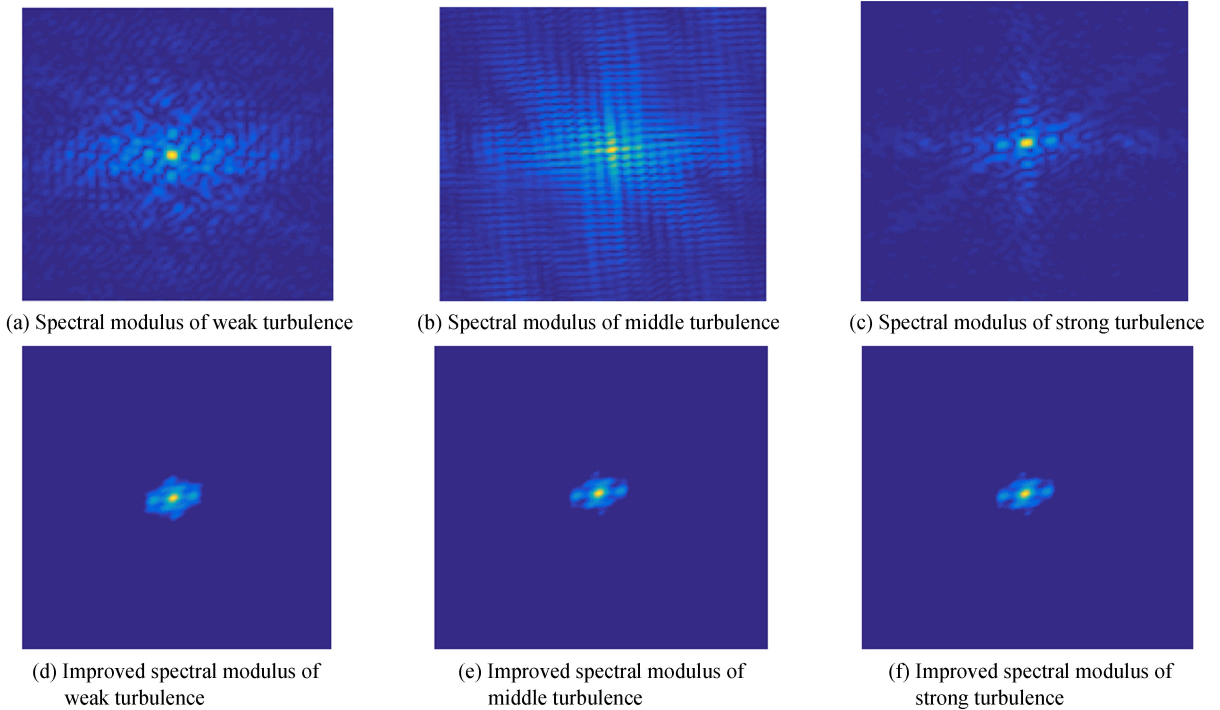 (a) Spectral modulus of weak turbulence
(b) Spectral modulus of middle turbulence
(c) Spectral modulus of strong turbulence
(d) Improved spectral modulus of
weak turbulence
(e) Improved spectral modulus of
middle turbulence
(f) Improved spectral modulus of
strong turbulence